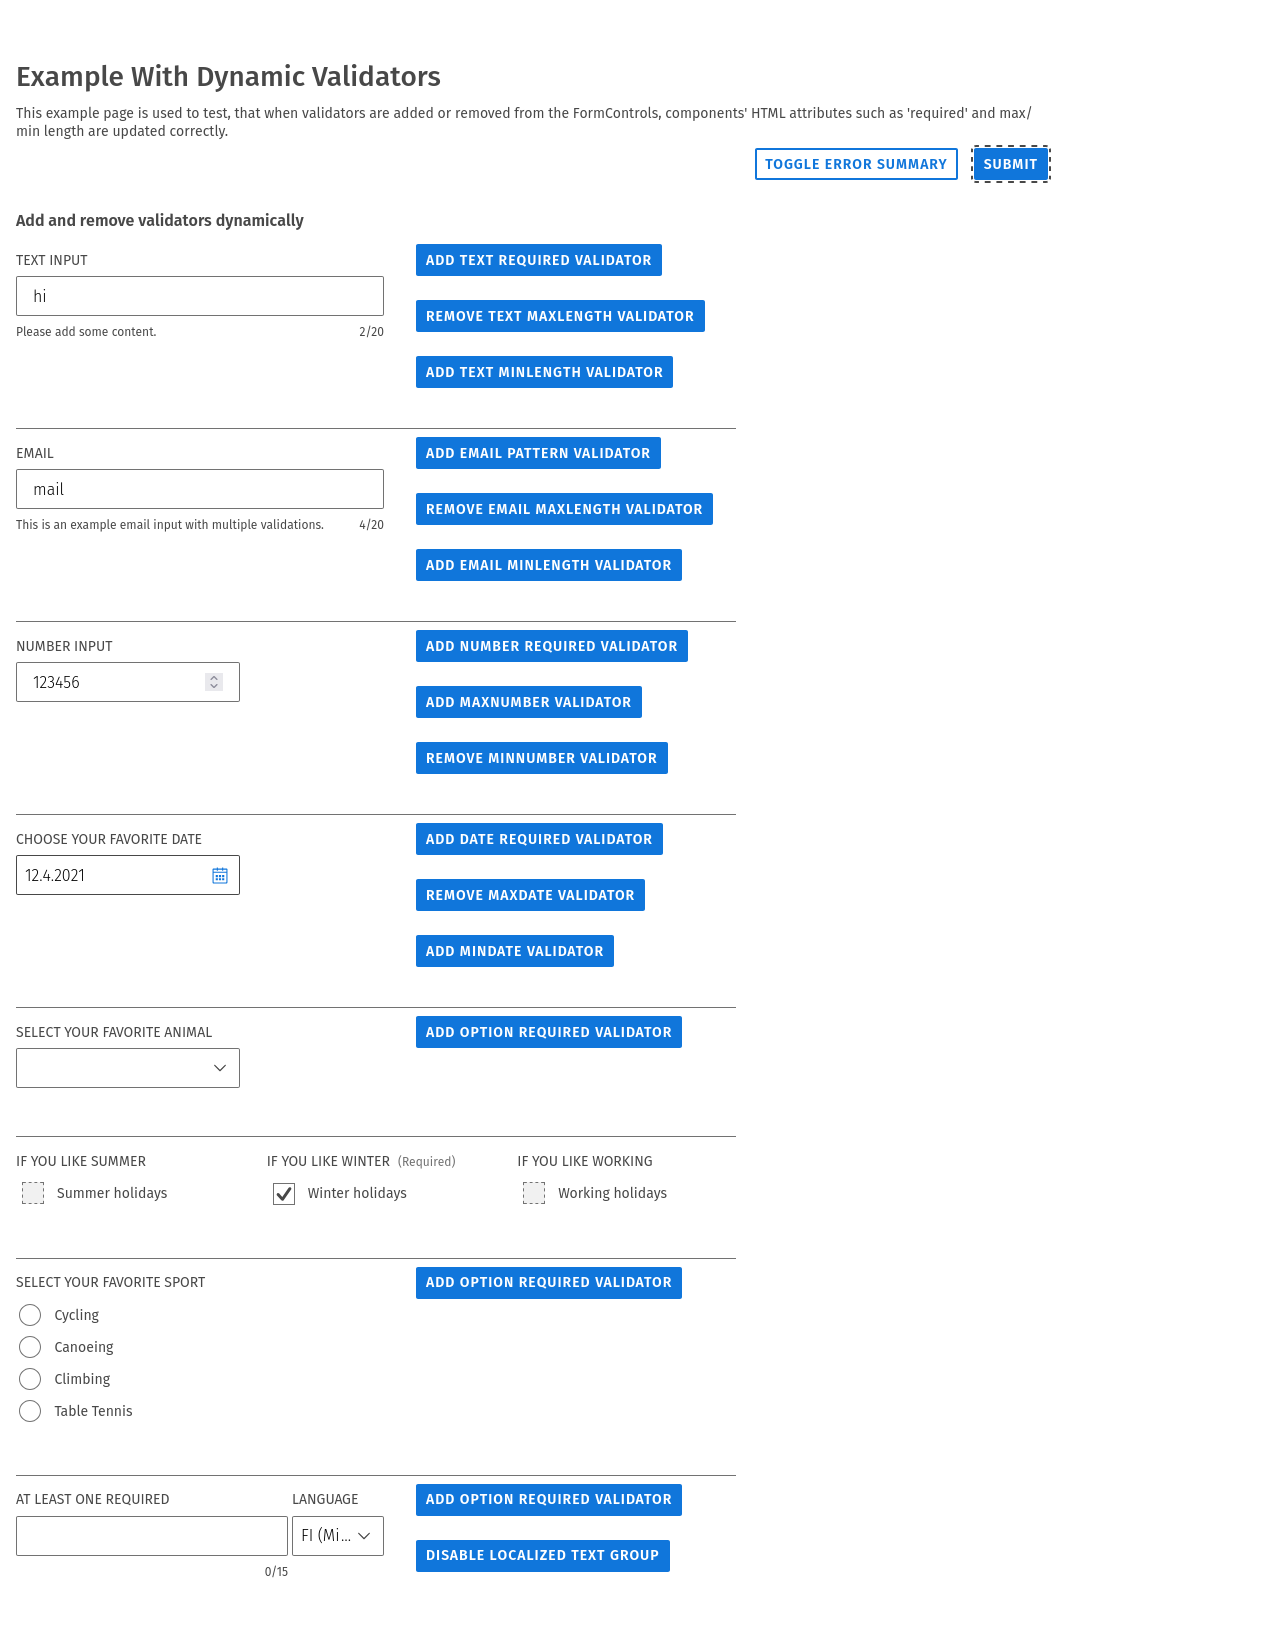 Example With Dynamic Validators
This example page is used to test, that when validators are added or removed from the FormControls, components' HTML attributes such as 'required' and max/
min length are updated correctly.
TOGGLE ERROR SUMMARY
SUBMIT
Add and remove validators dynamically
TEXT INPUT
ADD TEXT REQUIRED VALIDATOR
hi
REMOVE TEXT MAXLENGTH VALIDATOR
Please add some content.
2/20
ADD TEXT MINLENGTH VALIDATOR
EMAIL
ADD EMAIL PATTERN VALIDATOR
mail
REMOVE EMAIL MAXLENGTH VALIDATOR
This is an example email input with multiple validations.
4/20
ADD EMAIL MINLENGTH VALIDATOR
NUMBER INPUT
ADD NUMBER REQUIRED VALIDATOR
123456
ADD MAXNUMBER VALIDATOR
REMOVE MINNUMBER VALIDATOR
CHOOSE YOUR FAVORITE DATE
ADD DATE REQUIRED VALIDATOR
12.4.2021
REMOVE MAXDATE VALIDATOR
ADD MINDATE VALIDATOR
SELECT YOUR FAVORITE ANIMAL
ADD OPTION REQUIRED VALIDATOR
IF YOU LIKE SUMMER
IF YOU LIKE WINTER (Required)
IF YOU LIKE WORKING
Summer holidays
Winter holidays
Working holidays
SELECT YOUR FAVORITE SPORT
ADD OPTION REQUIRED VALIDATOR
Cycling
Canoeing
Climbing
Table Tennis
AT LEAST ONE REQUIRED
LANGUAGE
ADD OPTION REQUIRED VALIDATOR
FI (Mi...
DISABLE LOCALIZED TEXT GROUP
0/15